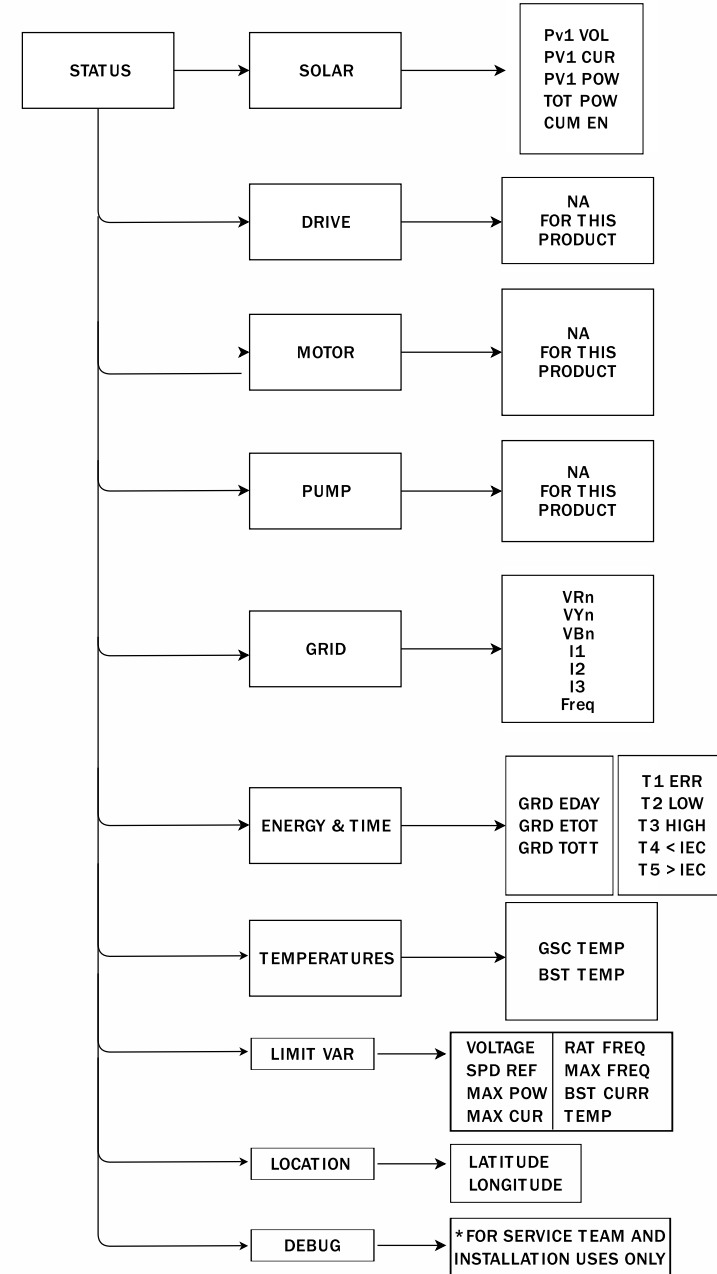 STATUS
SOLAR
Pv1 VOL
PV1 CUR
PV1 POW
TOT POW
CUM EN
DRIVE
NA
FOR THIS
PRODUCT
MOTOR
NA
FOR THIS
PRODUCT
PUMP
NA
FOR THIS
PRODUCT
GRID
VRn
VYn
VBn
I1
I2
I3
Freq
ENERGY & TIME
GRD EDAY
GRD ETOT
GRD TOTT
T1 ERR
T2 LOW
T3 HIGH
T4 < IEC
T5 > IEC
TEMPERATURES
GSC TEMP
BST TEMP
LIMIT VAR
VOLTAGE
SPD REF
MAX POW
MAX CUR
RAT FREQ
MAX FREQ
BST CURR
TEMP
LOCATION
LATITUDE
LONGITUDE
DEBUG
*FOR SERVICE TEAM AND
INSTALLATION USES ONLY